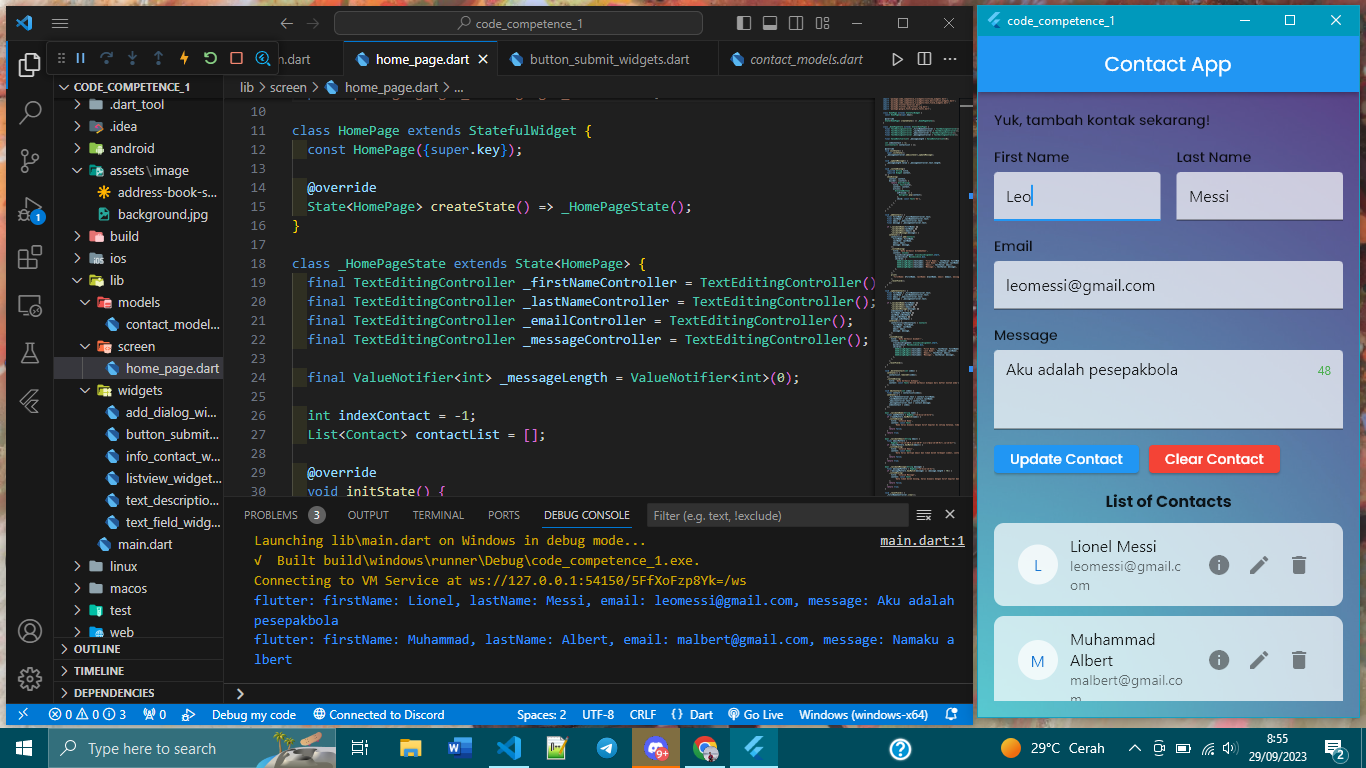 code_competence_1
n.dart
home_page.dart
button_submit_widgets.dart
contact_models.dart
CODE_COMPETENCE_1
.dart_tool
.idea
android
assets\image
address-book-s...
background.jpg
build
ios
lib
models
contact_model...
screen
home_page.dart
widgets
add_dialog_wi...
button_submit...
info_contact_w...
listview_widget...
text_descriptio...
text_field_widg...
main.dart
linux
macos
test
web
OUTLINE
TIMELINE
DEPENDENCIES
1
lib > screen > home_page.dart > ...
10
11 class HomePage extends StatefulWidget {
12 const HomePage({super.key});
13
14 @override
15 State<HomePage> createState() => _HomePageState();
16 }
17
18 class _HomePageState extends State<HomePage> {
19 final TextEditingController _firstNameController = TextEditingController()
20 final TextEditingController _lastNameController = TextEditingController();
21 final TextEditingController _emailController = TextEditingController();
22 final TextEditingController _messageController = TextEditingController();
23
24 final ValueNotifier<int> _messageLength = ValueNotifier<int>(0);
25
26 int indexContact = -1;
27 List<Contact> contactList = [];
28
29 @override
30 void initState() {
PROBLEMS 3 OUTPUT TERMINAL PORTS DEBUG CONSOLE Filter (e.g. text, !exclude)
Launching lib\main.dart on Windows in debug mode... main.dart:1
√ Built build\windows\runner\Debug\code_competence_1.exe.
Connecting to VM Service at ws://127.0.0.1:54150/5FfXoFzp8Yk=/ws
flutter: firstName: Lionel, lastName: Messi, email: leomessi@gmail.com, message: Aku adalah
pesepakbola
flutter: firstName: Muhammad, lastName: Albert, email: malbert@gmail.com, message: Namaku a
lbert
0 0 3 0 Debug my code Connected to Discord Spaces: 2 UTF-8 CRLF {} Dart Go Live Windows (windows-x64)
code_competence_1
Contact App
Yuk, tambah kontak sekarang!
First Name Last Name
Leo Messi
Email
leomessi@gmail.com
Message
Aku adalah pesepakbola 48
Update Contact Clear Contact
List of Contacts
L
Lionel Messi
leomessi@gmail.c
om
M
Muhammad
Albert
malbert@gmail.co
m
Type here to search
9+
29°C Cerah
8:55
29/09/2023
2